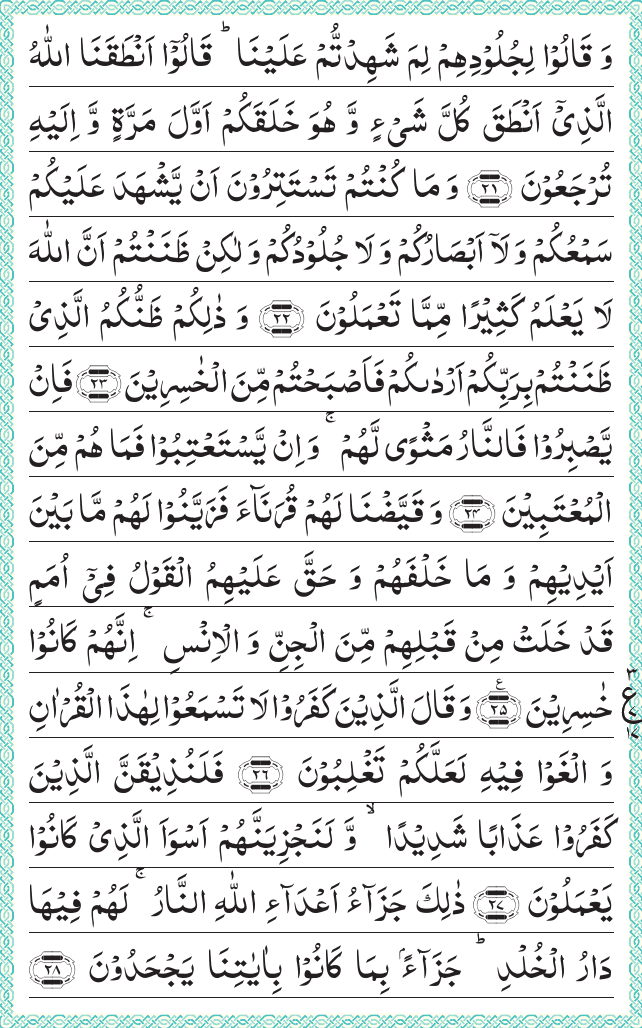 وَ قَالُوْا لِجُلُوْدِهِمْ لِمَ شَهِدْتُّمْ عَلَیْنَا ؕ قَالُوْۤا اَنْطَقَنَا اللّٰهُ
الَّذِیْۤ اَنْطَقَ كُلَّ شَیْءٍ وَّ هُوَ خَلَقَكُمْ اَوَّلَ مَرَّةٍ وَّ اِلَیْهِ
تُرْجَعُوْنَ ﴿۲۱﴾ وَ مَا كُنْتُمْ تَسْتَتِرُوْنَ اَنْ یَّشْهَدَ عَلَیْكُمْ
سَمْعُكُمْ وَ لَاۤ اَبْصَارُكُمْ وَ لَا جُلُوْدُكُمْ وَ لٰكِنْ ظَنَنْتُمْ اَنَّ اللّٰهَ
لَا یَعْلَمُ كَثِیْرًا مِّمَّا تَعْمَلُوْنَ ﴿۲۲﴾ وَ ذٰلِكُمْ ظَنُّكُمُ الَّذِیْ
ظَنَنْتُمْ بِرَبِّكُمْ اَرْدٰىكُمْ فَاَصْبَحْتُمْ مِّنَ الْخٰسِرِیْنَ ﴿۲۳﴾ فَاِنْ
یَّصْبِرُوْا فَالنَّارُ مَثْوًی لَّهُمْ ۚ وَ اِنْ یَّسْتَعْتِبُوْا فَمَا هُمْ مِّنَ
الْمُعْتَبِیْنَ ﴿۲۴﴾ وَ قَیَّضْنَا لَهُمْ قُرَنَآءَ فَزَیَّنُوْا لَهُمْ مَّا بَیْنَ
اَیْدِیْهِمْ وَ مَا خَلْفَهُمْ وَ حَقَّ عَلَیْهِمُ الْقَوْلُ فِیْۤ اُمَمٍ
قَدْ خَلَتْ مِنْ قَبْلِهِمْ مِّنَ الْجِنِّ وَ الْاِنْسِ ۚ اِنَّهُمْ كَانُوْا
خٰسِرِیْنَ ﴿۲۵﴾ ع وَ قَالَ الَّذِیْنَ كَفَرُوْا لَا تَسْمَعُوْا لِهٰذَا الْقُرْاٰنِ
وَ الْغَوْا فِیْهِ لَعَلَّكُمْ تَغْلِبُوْنَ ﴿۲۶﴾ فَلَنُذِیْقَنَّ الَّذِیْنَ
كَفَرُوْا عَذَابًا شَدِیْدًا ۙ وَّ لَنَجْزِیَنَّهُمْ اَسْوَاَ الَّذِیْ كَانُوْا
یَعْمَلُوْنَ ﴿۲۷﴾ ذٰلِكَ جَزَآءُ اَعْدَآءِ اللّٰهِ النَّارُ ۚ لَهُمْ فِیْهَا
دَارُ الْخُلْدِ ؕ جَزَآءًۢ بِمَا كَانُوْا بِاٰیٰتِنَا یَجْحَدُوْنَ ﴿۲۸﴾